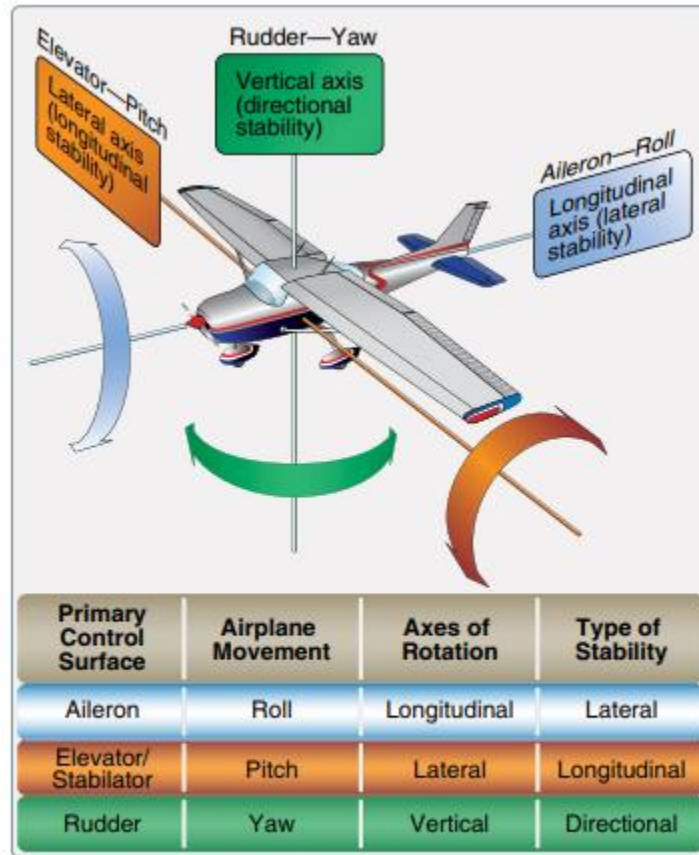 Rudder—Yaw
Vertical axis
(directional
stability)
Elevator—Pitch
Lateral axis
(longitudinal
stability)
Aileron—Roll
Longitudinal
axis (lateral
stability)
Primary
Control
Surface
Airplane
Movement
Axes of
Rotation
Type of
Stability
Aileron
Roll
Longitudinal
Lateral
Elevator/
Stabilator
Pitch
Lateral
Longitudinal
Rudder
Yaw
Vertical
Directional